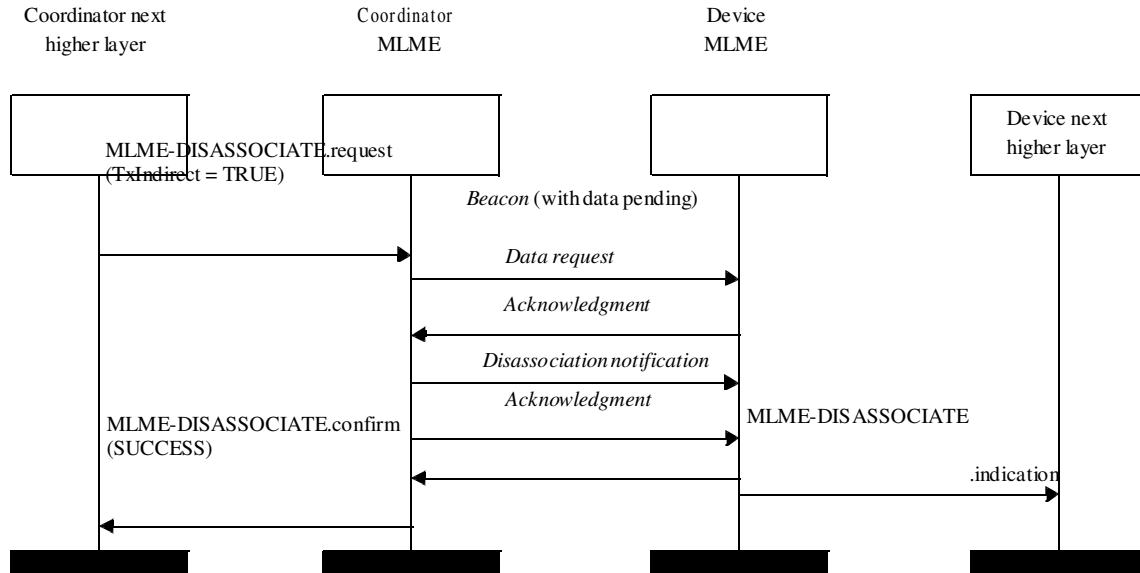 Coordinator next
higher layer
Coordinator
MLME
Device
MLME
Device next
higher layer
MLME-DISASSOCIATE.request
(TxIndirect = TRUE)
Beacon (with data pending)
Data request
Acknowledgment
Disassociation notification
Acknowledgment
MLME-DISASSOCIATE
MLME-DISASSOCIATE.confirm
(SUCCESS)
.indication